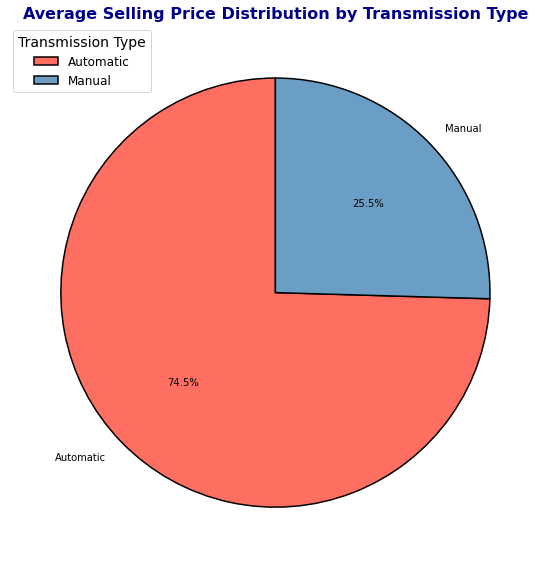 Average Selling Price Distribution by Transmission Type
Transmission Type
Automatic
Manual
Manual
25.5%
74.5%
Automatic